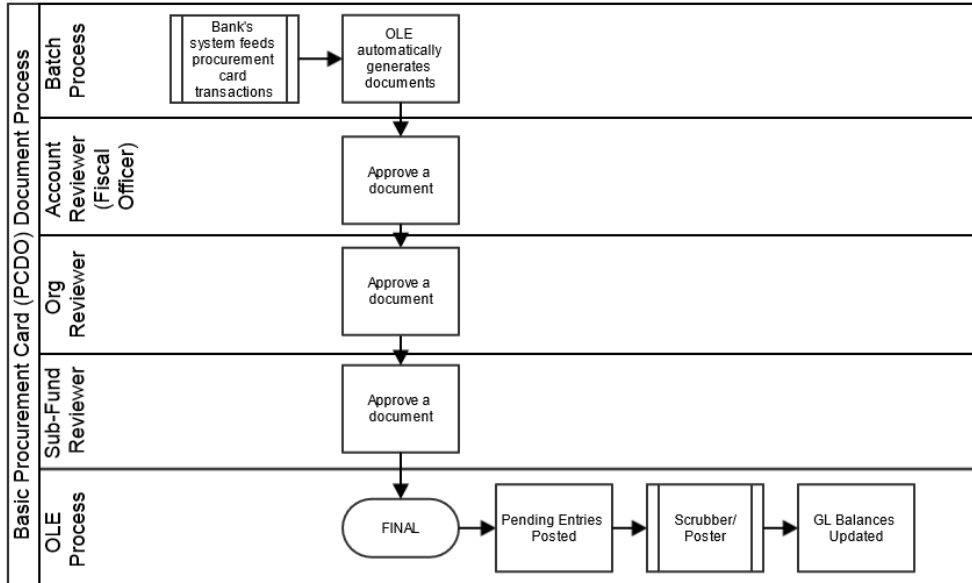 Basic Procurement Card (PCDO) Document Process
Batch
Process
Bank's
system feeds
procurement
card
transactions
OLE
automatically
generates
documents
Account
Reviewer
(Fiscal
Officer)
Approve a
document
Org
Reviewer
Approve a
document
Sub-Fund
Reviewer
Approve a
document
OLE
Process
FINAL
Pending Entries
Posted
Scrubber/
Poster
GL Balances
Updated